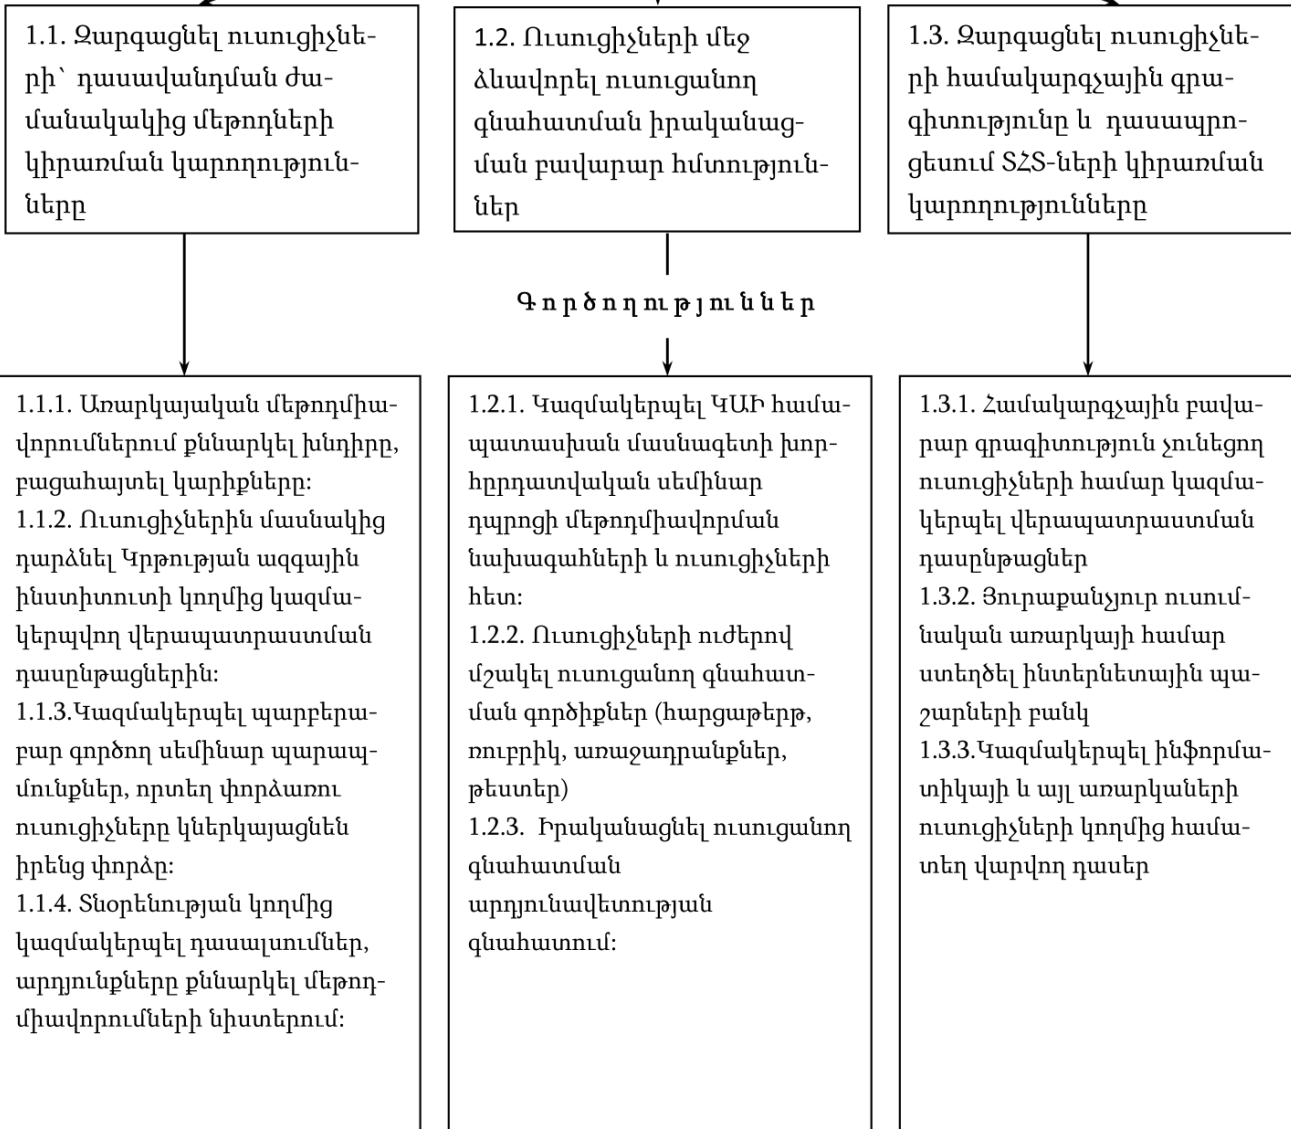 1.1. Զարգացնել ուսուցիչնե-
րի` դասավանդման ժա-
մանակակից մեթոդների
կիրառման կարողություն-
ները
1.2. Ուսուցիչների մեջ
ձևավորել ուսուցանող
գնահատման իրականաց-
ման բավարար հմտություն-
ներ
1.3. Զարգացնել ուսուցիչնե-
րի համակարգչային գրա-
գիտությունը և  դասապրո-
ցեսում ՏՀՏ-ների կիրառման
կարողությունները
Գ ո ր ծ ո ղ ու թ յ ու ն ն ե ր
1.1.1. Առարկայական մեթոդմիա-
վորումներում քննարկել խնդիրը,
բացահայտել կարիքները:
1.1.2. Ուսուցիչներին մասնակից
դարձնել Կրթության ազգային
ինստիտուտի կողմից կազմա-
կերպվող վերապատրաստման
դասընթացներին:
1.1.3.Կազմակերպել պարբերա-
բար գործող սեմինար պարապ-
մունքներ, որտեղ փորձառու
ուսուցիչները կներկայացնեն
իրենց փորձը:
1.1.4. Տնօրենության կողմից
կազմակերպել դասալսումներ,
արդյունքները քննարկել մեթոդ-
միավորումների նիստերում:
1.2.1. Կազմակերպել ԿԱԻ համա-
պատասխան մասնագետի խոր-
հըրդատվական սեմինար
դպրոցի մեթոդմիավորման
նախագահների և ուսուցիչների
հետ:
1.2.2. Ուսուցիչների ուժերով
մշակել ուսուցանող գնահատ-
ման գործիքներ (հարցաթերթ,
ռուբրիկ, առաջադրանքներ,
թեստեր)
1.2.3.  Իրականացնել ուսուցանող
գնահատման
արդյունավետության
գնահատում:
1.3.1. Համակարգչային բավա-
րար գրագիտություն չունեցող
ուսուցիչների համար կազմա-
կերպել վերապատրաստման
դասընթացներ
1.3.2. Յուրաքանչյուր ուսում-
նական առարկայի համար
ստեղծել ինտերնետային պա-
շարների բանկ
1.3.3.Կազմակերպել ինֆորմա-
տիկայի և այլ առարկաների
ուսուցիչների կողմից համա-
տեղ վարվող դասեր